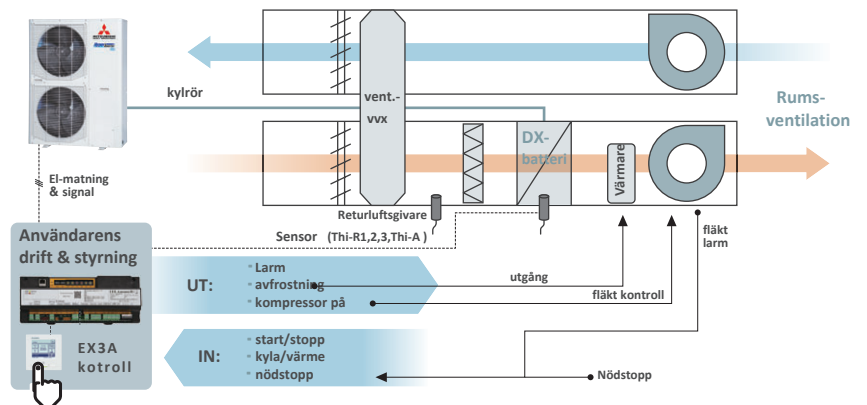 MITSUBISHI
kylrör
vent.-
vvx
DX-
batteri
Värmare
Rums-
ventilation
El-matning
& signal
Returluftsgivare
Sensor (Thi-R1,2,3,Thi-A )
fläkt
larm
Användarens
drift & styrning
UT:
Larm
avfrostning
kompressor på
utgång
fläkt kontroll
EX3A
kotroll
IN:
start/stopp
kyla/värme
nödstopp
Nödstopp